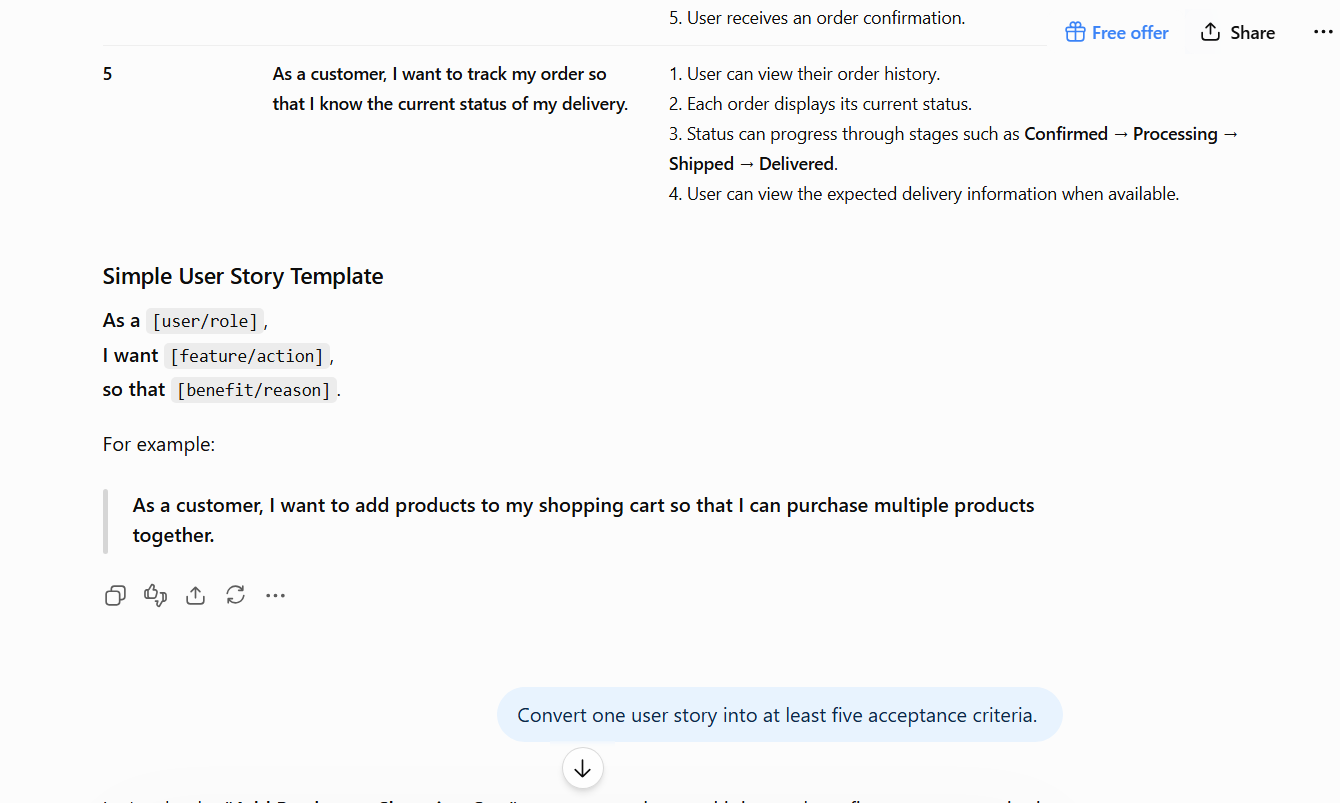 5. User receives an order confirmation.
Free offer
Share
5
As a customer, I want to track my order so
that I know the current status of my delivery.
1. User can view their order history.
2. Each order displays its current status.
3. Status can progress through stages such as Confirmed → Processing →
Shipped → Delivered.
4. User can view the expected delivery information when available.
Simple User Story Template
As a [user/role],
I want [feature/action],
so that [benefit/reason].
For example:
As a customer, I want to add products to my shopping cart so that I can purchase multiple products
together.
Convert one user story into at least five acceptance criteria.